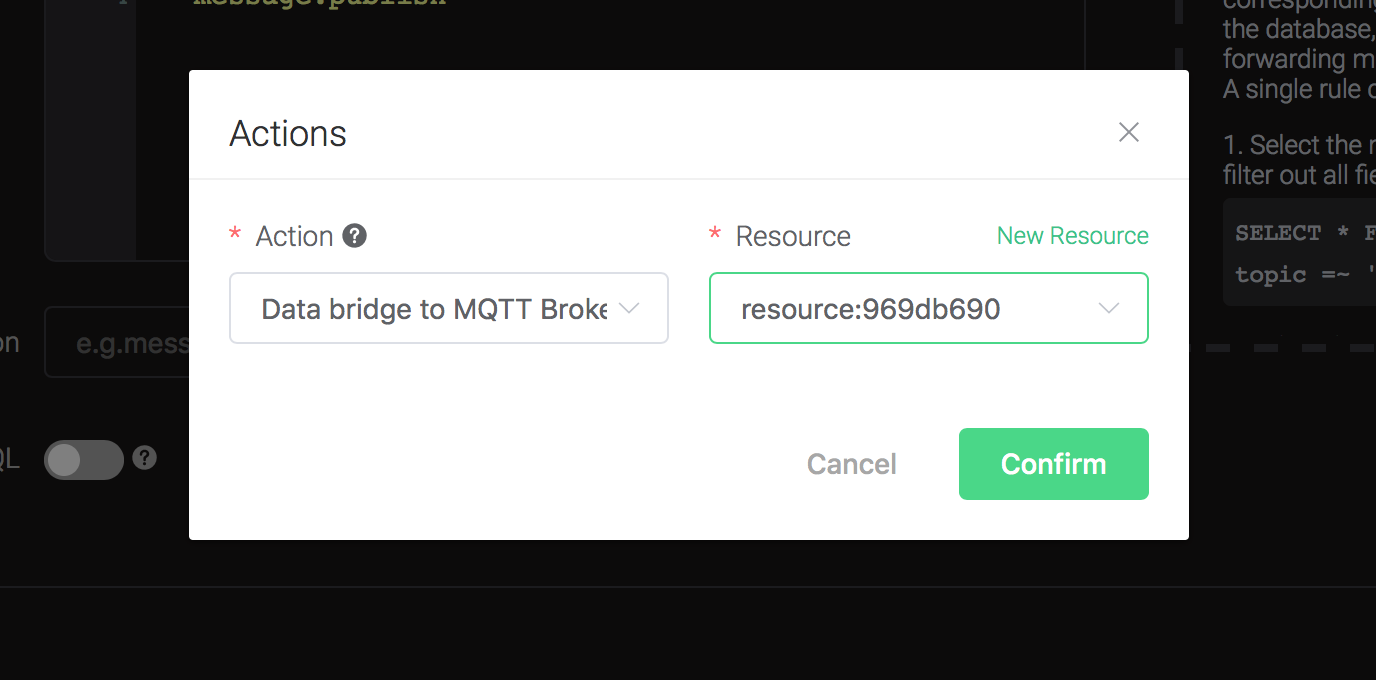 message.publish
corresponding
the database,
forwarding m
A single rule c
Actions
1. Select the r
filter out all fie
* Action ?
* Resource
New Resource
SELECT * F
topic =~ '
Data bridge to MQTT Broke
resource:969db690
on
e.g.mess
QL
?
Cancel
Confirm